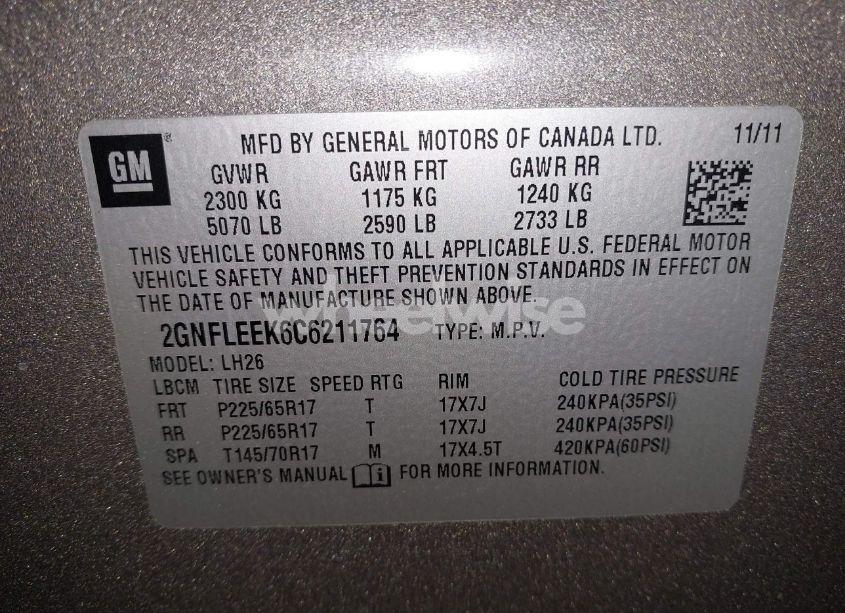 GM®
MFD BY GENERAL MOTORS OF CANADA LTD. 11/11
GVWR GAWR FRT GAWR RR
2300 KG 1175 KG 1240 KG
5070 LB 2590 LB 2733 LB
THIS VEHICLE CONFORMS TO ALL APPLICABLE U.S. FEDERAL MOTOR
VEHICLE SAFETY AND THEFT PREVENTION STANDARDS IN EFFECT ON
THE DATE OF MANUFACTURE SHOWN ABOVE.
wheelwise
2GNFLEEK6C6211764 TYPE: M.P.V.
MODEL: LH26
LBCM TIRE SIZE SPEED RTG RIM COLD TIRE PRESSURE
FRT P225/65R17 T 17X7J 240KPA(35PSI)
RR P225/65R17 T 17X7J 240KPA(35PSI)
SPA T145/70R17 M 17X4.5T 420KPA(60PSI)
SEE OWNER'S MANUAL i FOR MORE INFORMATION.